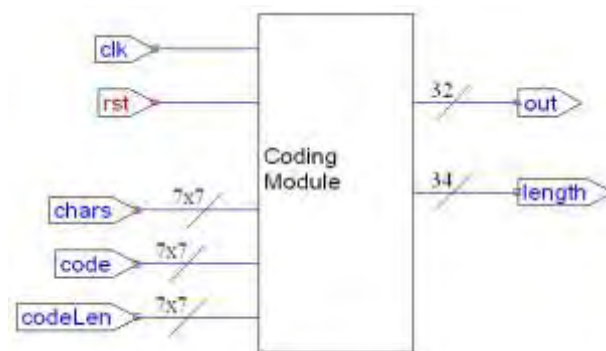 clk
rst
chars
7x7
code
7x7
codeLen
7x7
Coding
Module
32
out
34
length